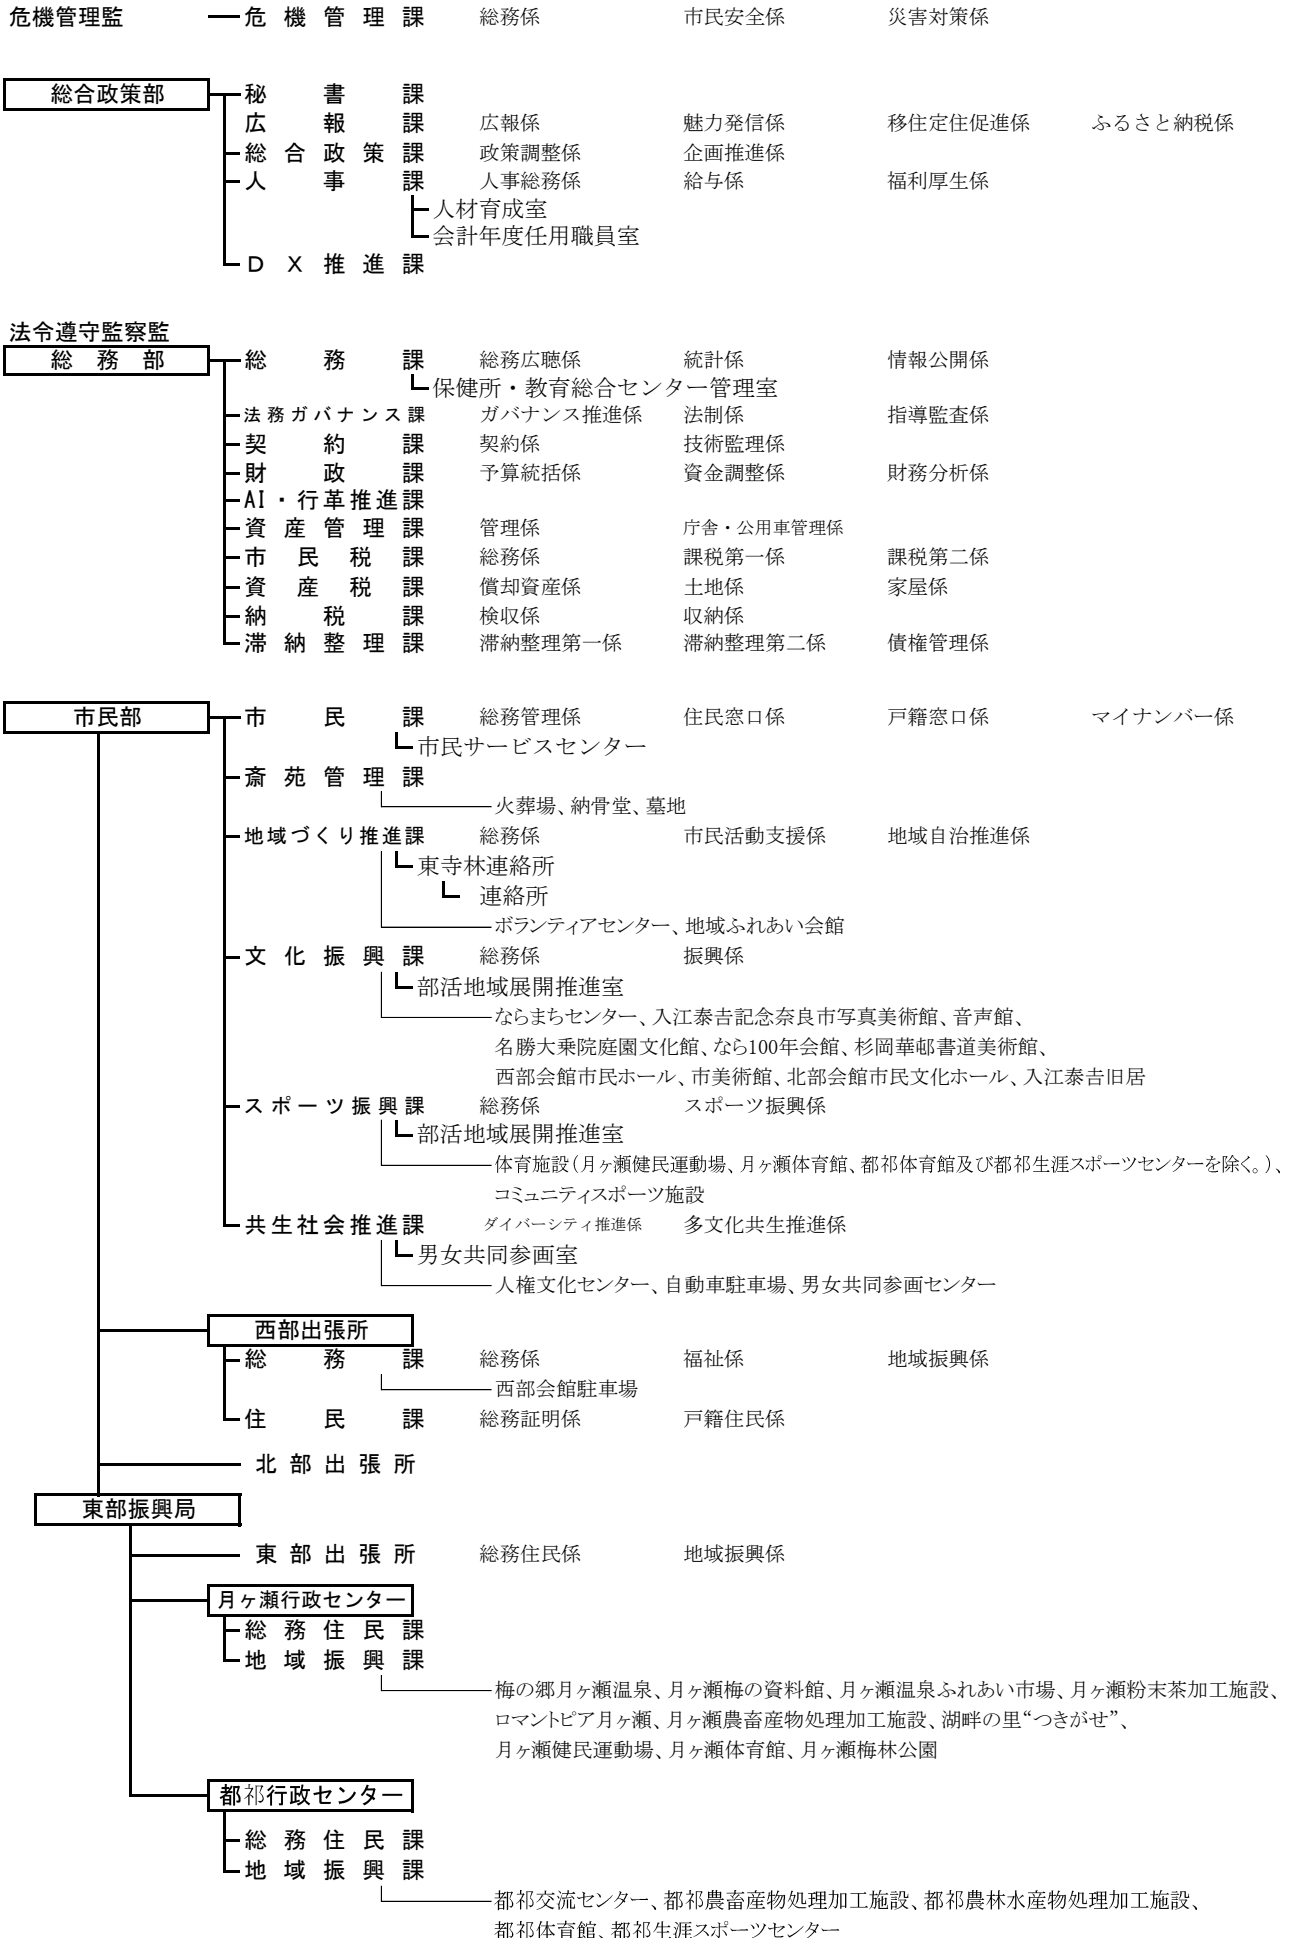 危機管理監 危機管理課 総務係 市民安全係 災害対策係
総合政策部 秘書課
広報課 広報係 魅力発信係 移住定住促進係 ふるさと納税係
総合政策課 政策調整係 企画推進係
人事課 人事総務係 給与係 福利厚生係
人材育成室
会計年度任用職員室
ＤＸ推進課
法令遵守監察監
総務部 総務課 総務広聴係 統計係 情報公開係
保健所・教育総合センター管理室
法務ガバナンス課 ガバナンス推進係 法制係 指導監査係
契約課 契約係 技術監理係
財政課 予算統括係 資金調整係 財務分析係
AI・行革推進課
資産管理課 管理係 庁舎・公用車管理係
市民税課 総務係 課税第一係 課税第二係
資産税課 償却資産係 土地係 家屋係
納税課 検収係 収納係
滞納整理課 滞納整理第一係 滞納整理第二係 債権管理係
市民部 市民課 総務管理係 住民窓口係 戸籍窓口係 マイナンバー係
市民サービスセンター
斎苑管理課
火葬場、納骨堂、墓地
地域づくり推進課 総務係 市民活動支援係 地域自治推進係
東寺林連絡所
連絡所
ボランティアセンター、地域ふれあい会館
文化振興課 総務係 振興係
部活地域展開推進室
ならまちセンター、入江泰𠮷記念奈良市写真美術館、音声館、
名勝大乗院庭園文化館、なら100年会館、杉岡華邨書道美術館、
西部会館市民ホール、市美術館、北部会館市民文化ホール、入江泰𠮷旧居
スポーツ振興課 総務係 スポーツ振興係
部活地域展開推進室
体育施設（月ヶ瀬健民運動場、月ヶ瀬体育館、都祁体育館及び都祁生涯スポーツセンターを除く。）、
コミュニティスポーツ施設
共生社会推進課 ダイバーシティ推進係 多文化共生推進係
男女共同参画室
人権文化センター、自動車駐車場、男女共同参画センター
西部出張所
総務課 総務係 福祉係 地域振興係
西部会館駐車場
住民課 総務証明係 戸籍住民係
北部出張所
東部振興局
東部出張所 総務住民係 地域振興係
月ヶ瀬行政センター
総務住民課
地域振興課
梅の郷月ヶ瀬温泉、月ヶ瀬梅の資料館、月ヶ瀬温泉ふれあい市場、月ヶ瀬粉末茶加工施設、
ロマントピア月ヶ瀬、月ヶ瀬農畜産物処理加工施設、湖畔の里“つきがせ”、
月ヶ瀬健民運動場、月ヶ瀬体育館、月ヶ瀬梅林公園
都祁行政センター
総務住民課
地域振興課
都祁交流センター、都祁農畜産物処理加工施設、都祁農林水産物処理加工施設、
都祁体育館、都祁生涯スポーツセンター